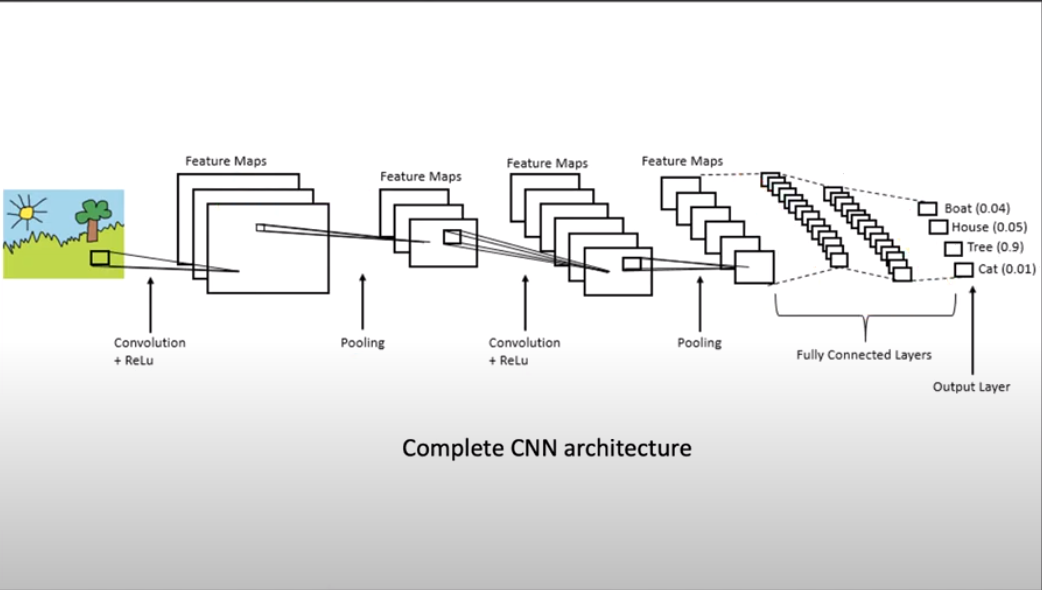 Feature Maps
Feature Maps
Feature Maps
Feature Maps
Boat (0.04)
House (0.05)
Tree (0.9)
Cat (0.01)
Convolution
+ ReLu
Pooling
Convolution
+ ReLu
Pooling
Fully Connected Layers
Output Layer
Complete CNN architecture